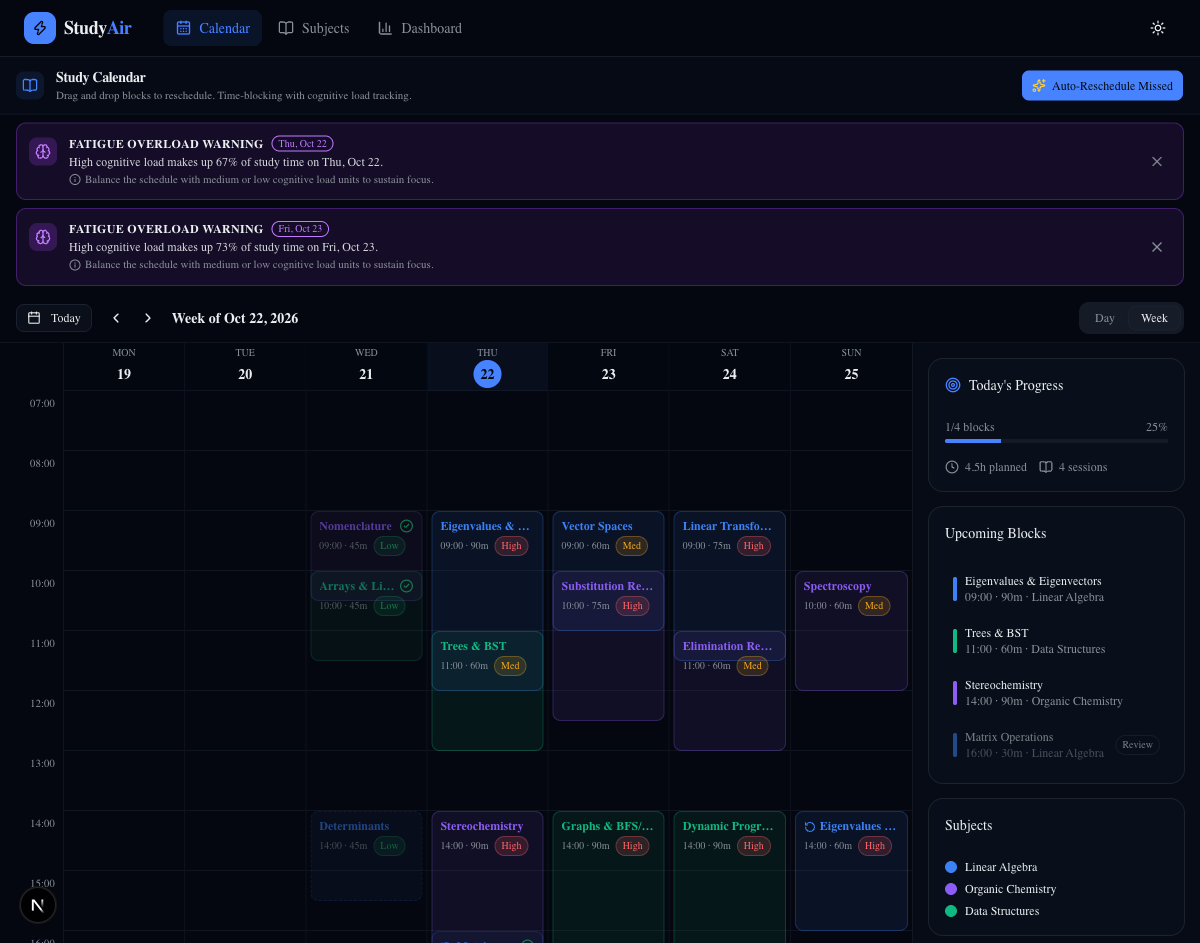 StudyAir
Calendar
Subjects
Dashboard
Study Calendar
Drag and drop blocks to reschedule. Time-blocking with cognitive load tracking.
Auto-Reschedule Missed
FATIGUE OVERLOAD WARNING Thu, Oct 22
High cognitive load makes up 67% of study time on Thu, Oct 22.
Balance the schedule with medium or low cognitive load units to sustain focus.
FATIGUE OVERLOAD WARNING Fri, Oct 23
High cognitive load makes up 73% of study time on Fri, Oct 23.
Balance the schedule with medium or low cognitive load units to sustain focus.
Today
Week of Oct 22, 2026
Day Week
MON TUE WED THU FRI SAT SUN
19 20 21 22 23 24 25
07:00
08:00
09:00
10:00
11:00
12:00
13:00
14:00
15:00
16:00
Nomenclature
09:00 · 45m Low
Arrays & Li…
10:00 · 45m Low
Determinants
14:00 · 45m Low
Eigenvalues & …
09:00 · 90m High
Trees & BST
11:00 · 60m Med
Stereochemistry
14:00 · 90m High
Vector Spaces
09:00 · 60m Med
Substitution Re…
10:00 · 75m High
Graphs & BFS/…
14:00 · 90m High
Linear Transfo…
09:00 · 75m High
Elimination Re…
11:00 · 60m Med
Dynamic Progr…
14:00 · 90m High
Spectroscopy
10:00 · 60m Med
Eigenvalues …
14:00 · 60m High
Today's Progress
1/4 blocks 25%
4.5h planned 4 sessions
Upcoming Blocks
Eigenvalues & Eigenvectors
09:00 · 90m · Linear Algebra
Trees & BST
11:00 · 60m · Data Structures
Stereochemistry
14:00 · 90m · Organic Chemistry
Matrix Operations
16:00 · 30m · Linear Algebra
Review
Subjects
Linear Algebra
Organic Chemistry
Data Structures
N